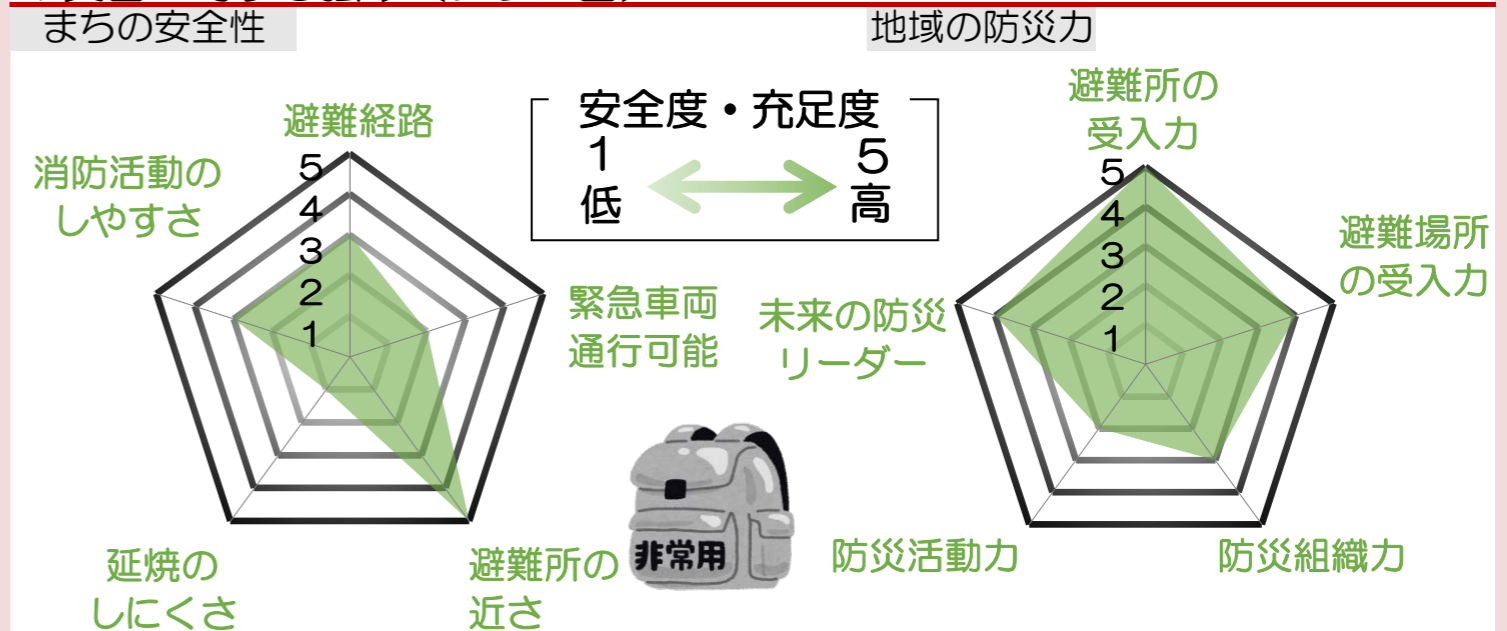 まちの安全性
地域の防災力
安全度・充足度
1
5
低
高
避難経路
消防活動の
しやすさ
緊急車両
通行可能
延焼の
しにくさ
避難所の
近さ
5
4
3
2
1
非常用
避難所の
受入力
避難場所
の受入力
未来の防災
リーダー
防災活動力
防災組織力
5
4
3
2
1